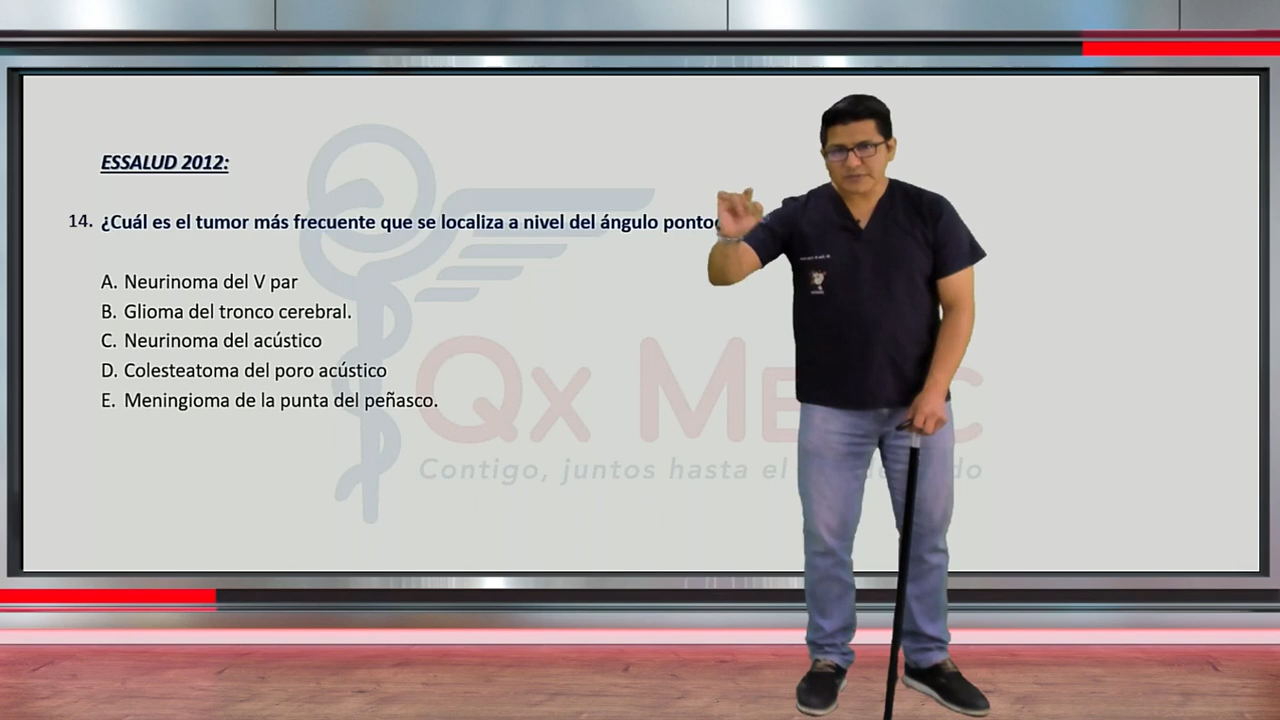 ESSALUD 2012:
14. ¿Cuál es el tumor más frecuente que se localiza a nivel del ángulo
A. Neurinoma del V par
B. Glioma del tronco cerebral.
C. Neurinoma del acústico
D. Colesteatoma del poro acústico
E. Meningioma de la punta del peñasco.
Qx
Contigo, juntos hasta el